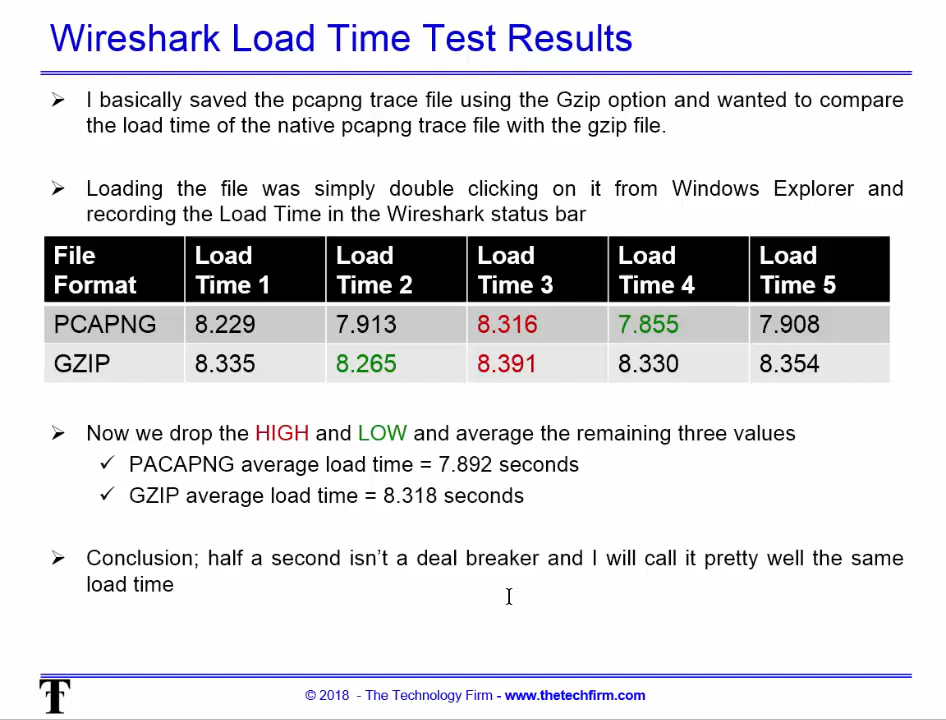 Wireshark Load Time Test Results
➢ I basically saved the pcapng trace file using the Gzip option and wanted to compare
the load time of the native pcapng trace file with the gzip file.
➢ Loading the file was simply double clicking on it from Windows Explorer and
recording the Load Time in the Wireshark status bar
File Format Load Time 1 Load Time 2 Load Time 3 Load Time 4 Load Time 5
PCAPNG 8.229 7.913 8.316 7.855 7.908
GZIP 8.335 8.265 8.391 8.330 8.354
➢ Now we drop the HIGH and LOW and average the remaining three values
✓ PACAPNG average load time = 7.892 seconds
✓ GZIP average load time = 8.318 seconds
➢ Conclusion; half a second isn't a deal breaker and I will call it pretty well the same
load time
© 2018 - The Technology Firm - www.thetechfirm.com